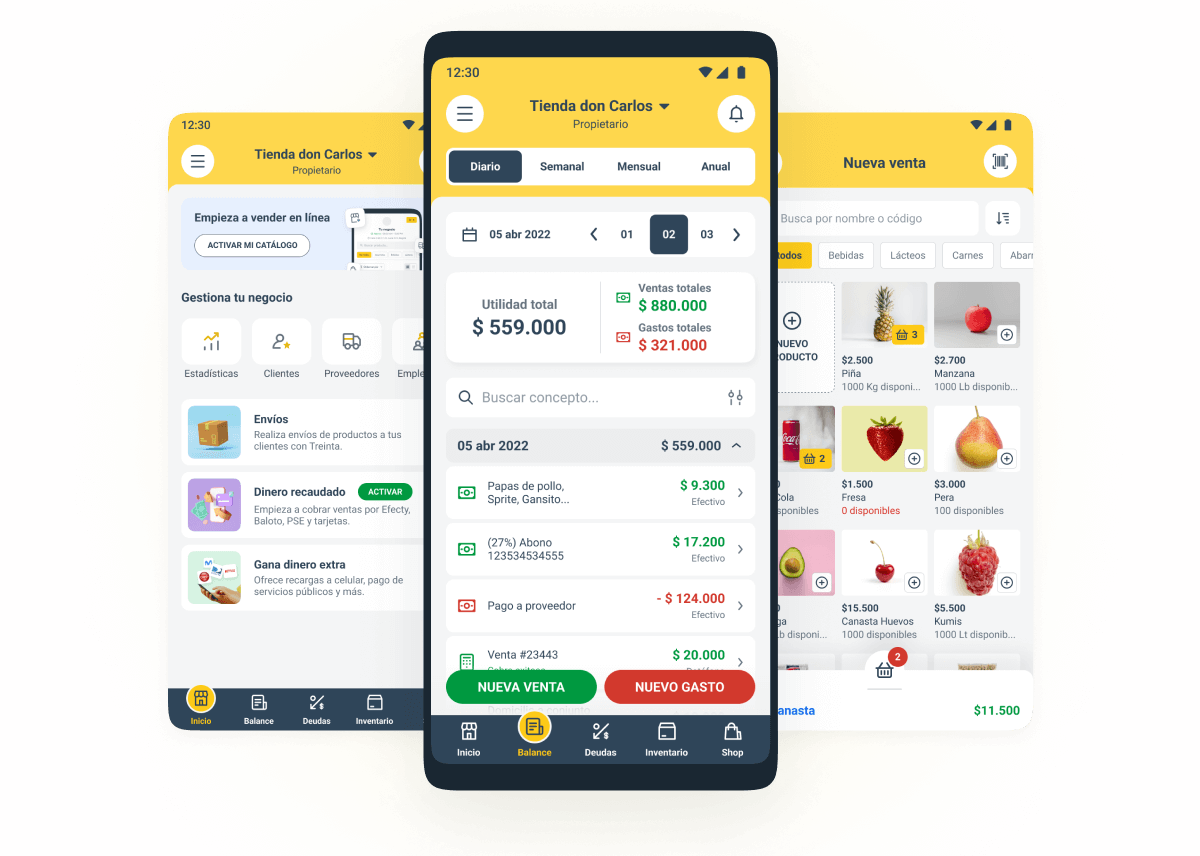 12:30
Tienda don Carlos
Propietario
Empieza a vender en línea
ACTIVAR MI CATÁLOGO
Gestiona tu negocio
Estadísticas
Clientes
Proveedores
Emple
Envíos
Realiza envíos de productos a tus
clientes con Treinta.
Dinero recaudado
ACTIVAR
Empieza a cobrar ventas por Efecty,
Baloto, PSE y tarjetas.
Gana dinero extra
Ofrece recargas a celular, pago de
servicios públicos y más.
Inicio
Balance
Deudas
Inventario
12:30
Tienda don Carlos
Propietario
Diario
Semanal
Mensual
Anual
05 abr 2022
01
02
03
Utilidad total
$ 559.000
Ventas totales
$ 880.000
Gastos totales
$ 321.000
Buscar concepto...
05 abr 2022
$ 559.000
Papas de pollo,
Sprite, Gansito...
$ 9.300
Efectivo
(27%) Abono
123534534555
$ 17.200
Efectivo
Pago a proveedor
- $ 124.000
Efectivo
Venta #23443
$ 20.000
NUEVA VENTA
NUEVO GASTO
Inicio
Balance
Deudas
Inventario
Shop
Nueva venta
Busca por nombre o código
todos
Bebidas
Lácteos
Carnes
Abarr
NUEVO
ODUCTO
3
$2.500
Piña
1000 Kg disponi...
$2.700
Manzana
1000 Lb disponib...
2
Cola
sponibles
$1.500
Fresa
0 disponibles
$3.000
Pera
100 disponibles
ga
Lb disponi...
$15.500
Canasta Huevos
1000 disponibles
$5.500
Kumis
1000 Lt disponib...
2
anasta
$11.500